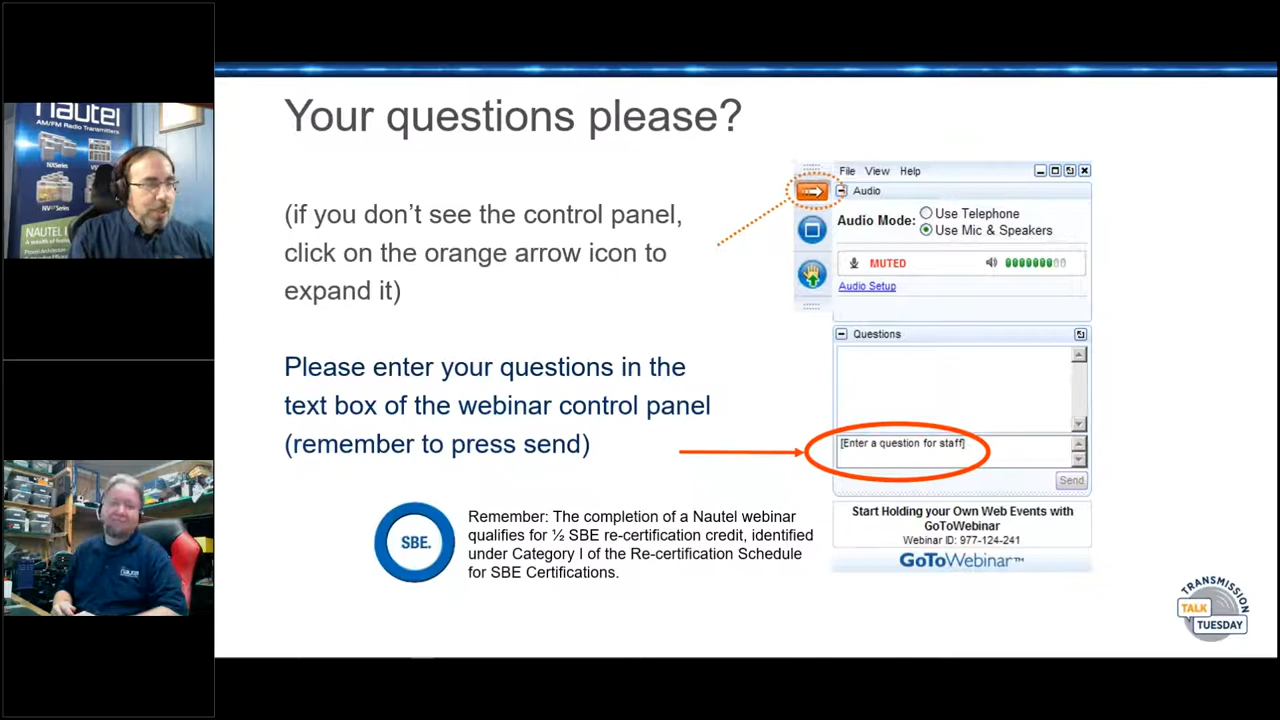 nautel
AM/FM Radio Transmitters
NXSeries
NVLTSeries
NAUTEL
Your questions please?
(if you don’t see the control panel,
click on the orange arrow icon to
expand it)
Please enter your questions in the
text box of the webinar control panel
(remember to press send)
File View Help
Audio
Audio Mode:
Use Telephone
Use Mic & Speakers
MUTED
Audio Setup
Questions
[Enter a question for staff]
Send
Start Holding your Own Web Events with
GoToWebinar
Webinar ID: 977-124-241
GoToWebinar™
SBE.
Remember: The completion of a Nautel webinar
qualifies for ½ SBE re-certification credit, identified
under Category I of the Re-certification Schedule
for SBE Certifications.
TRANSMISSION
TALK
TUESDAY
nautel